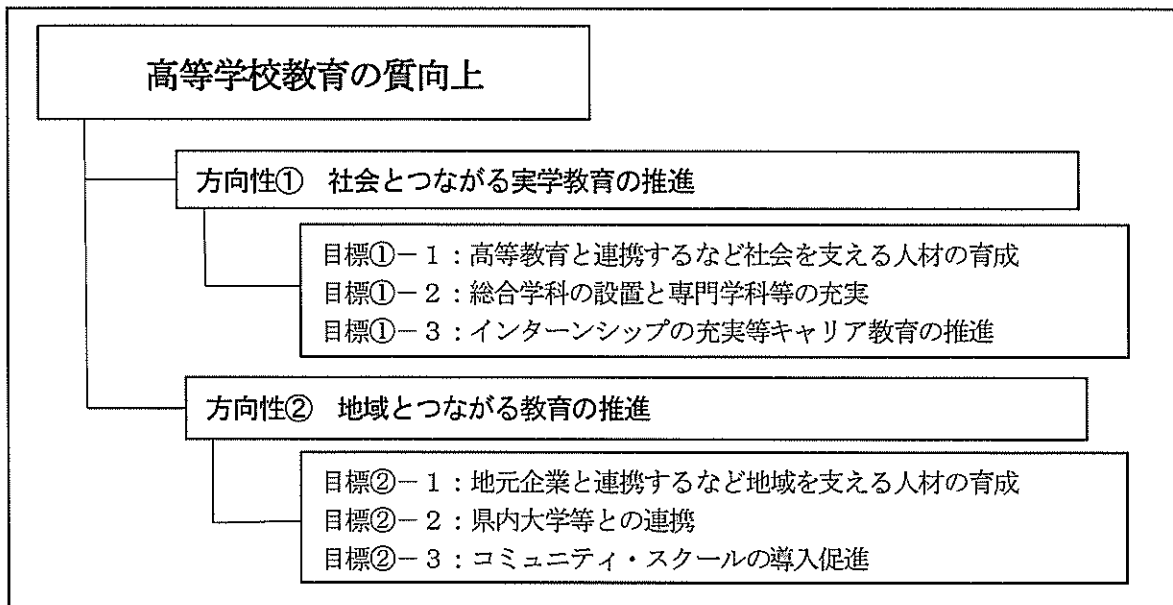 高等学校教育の質向上
方向性① 社会とつながる実学教育の推進
目標①-1:高等教育と連携するなど社会を支える人材の育成
目標①-2:総合学科の設置と専門学科等の充実
目標①-3:インターンシップの充実等キャリア教育の推進
方向性② 地域とつながる教育の推進
目標②-1:地元企業と連携するなど地域を支える人材の育成
目標②-2:県内大学等との連携
目標②-3:コミュニティ・スクールの導入促進